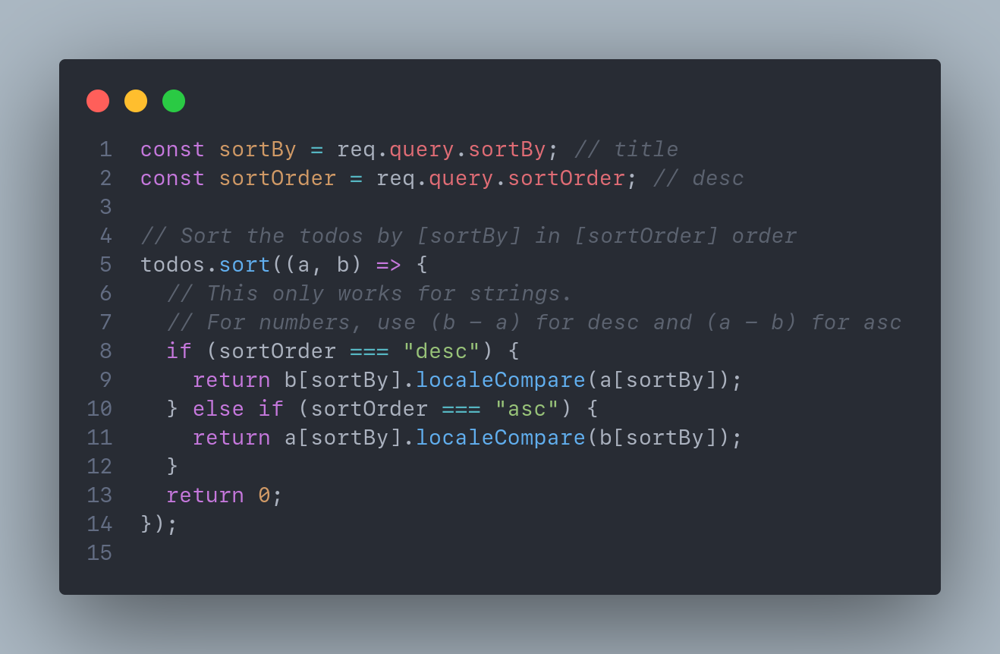 1 const sortBy = req.query.sortBy; // title
2 const sortOrder = req.query.sortOrder; // desc
3
4 // Sort the todos by [sortBy] in [sortOrder] order
5 todos.sort((a, b) => {
6   // This only works for strings.
7   // For numbers, use (b − a) for desc and (a − b) for asc
8   if (sortOrder === "desc") {
9     return b[sortBy].localeCompare(a[sortBy]);
10   } else if (sortOrder === "asc") {
11     return a[sortBy].localeCompare(b[sortBy]);
12   }
13   return 0;
14 });
15